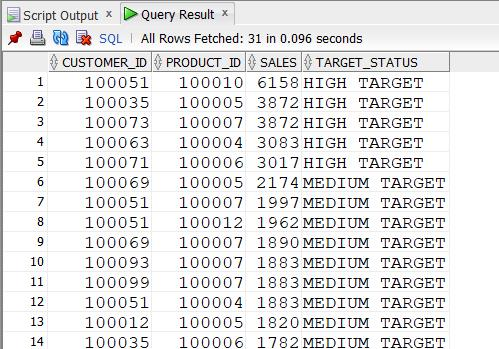 Script Output × Query Result ×
SQL | All Rows Fetched: 31 in 0.096 seconds
CUSTOMER_ID PRODUCT_ID SALES TARGET_STATUS
1 100051 100010 6158 HIGH TARGET
2 100035 100005 3872 HIGH TARGET
3 100073 100007 3872 HIGH TARGET
4 100063 100004 3083 HIGH TARGET
5 100071 100006 3017 HIGH TARGET
6 100069 100005 2174 MEDIUM TARGET
7 100051 100007 1997 MEDIUM TARGET
8 100051 100012 1962 MEDIUM TARGET
9 100069 100007 1890 MEDIUM TARGET
10 100093 100007 1883 MEDIUM TARGET
11 100099 100007 1883 MEDIUM TARGET
12 100051 100004 1883 MEDIUM TARGET
13 100012 100005 1820 MEDIUM TARGET
14 100035 100006 1782 MEDIUM TARGET